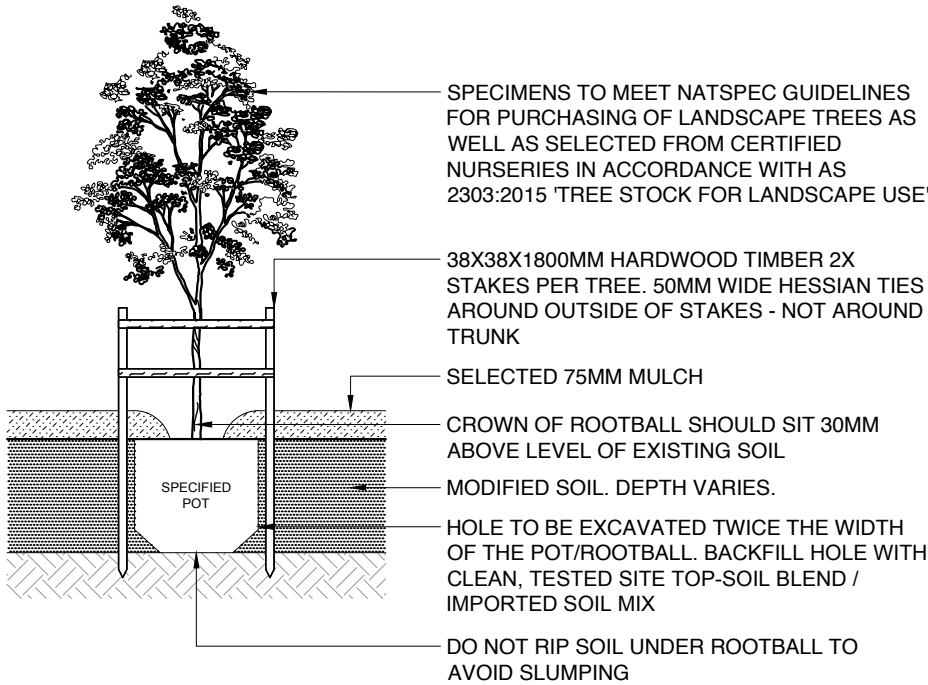 SPECIMENS TO MEET NATSPEC GUIDELINES
FOR PURCHASING OF LANDSCAPE TREES AS
WELL AS SELECTED FROM CERTIFIED
NURSERIES IN ACCORDANCE WITH AS
2303:2015 'TREE STOCK FOR LANDSCAPE USE'
38X38X1800MM HARDWOOD TIMBER 2X
STAKES PER TREE. 50MM WIDE HESSIAN TIES
AROUND OUTSIDE OF STAKES - NOT AROUND
TRUNK
SELECTED 75MM MULCH
CROWN OF ROOTBALL SHOULD SIT 30MM
ABOVE LEVEL OF EXISTING SOIL
SPECIFIED
POT
MODIFIED SOIL. DEPTH VARIES.
HOLE TO BE EXCAVATED TWICE THE WIDTH
OF THE POT/ROOTBALL. BACKFILL HOLE WITH
CLEAN, TESTED SITE TOP-SOIL BLEND /
IMPORTED SOIL MIX
DO NOT RIP SOIL UNDER ROOTBALL TO
AVOID SLUMPING